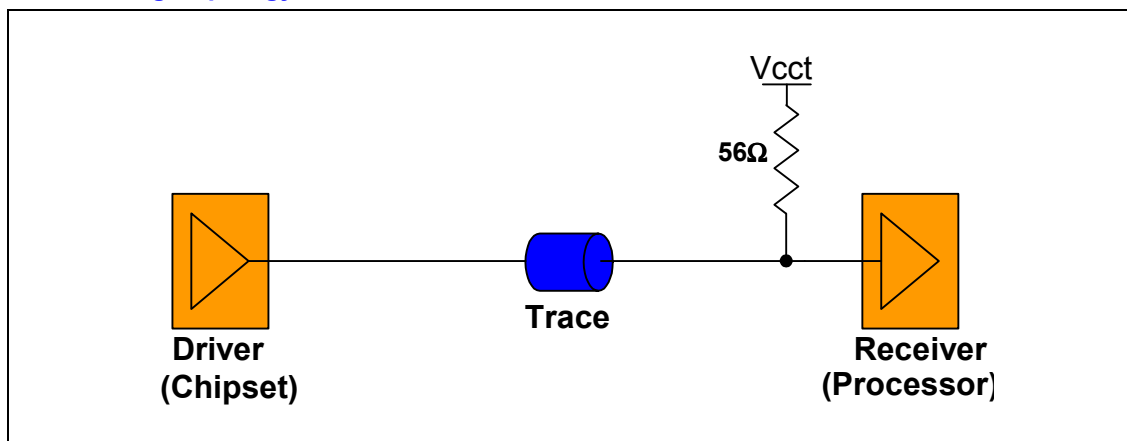 Vcct
56Ω
Trace
Driver
(Chipset)
Receiver
(Processor)